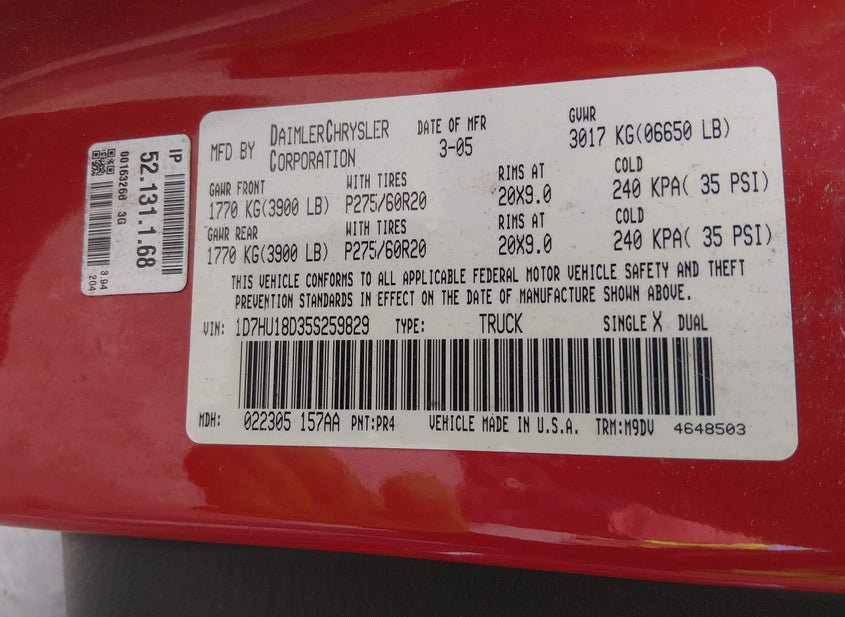 IP
52.131.1.68
00163268 3G
3.94
204
MFD BY DAIMLERCHRYSLER CORPORATION
DATE OF MFR 3-05
GVWR 3017 KG(06650 LB)
GAWR FRONT WITH TIRES RIMS AT COLD
1770 KG(3900 LB) P275/60R20 20X9.0 240 KPA( 35 PSI)
GAWR REAR WITH TIRES RIMS AT COLD
1770 KG(3900 LB) P275/60R20 20X9.0 240 KPA( 35 PSI)
THIS VEHICLE CONFORMS TO ALL APPLICABLE FEDERAL MOTOR VEHICLE SAFETY AND THEFT
PREVENTION STANDARDS IN EFFECT ON THE DATE OF MANUFACTURE SHOWN ABOVE.
VIN: 1D7HU18D35S259829 TYPE: TRUCK SINGLE X DUAL
MDH: 022305 157AA PNT:PR4 VEHICLE MADE IN U.S.A. TRM:M9DV 4648503